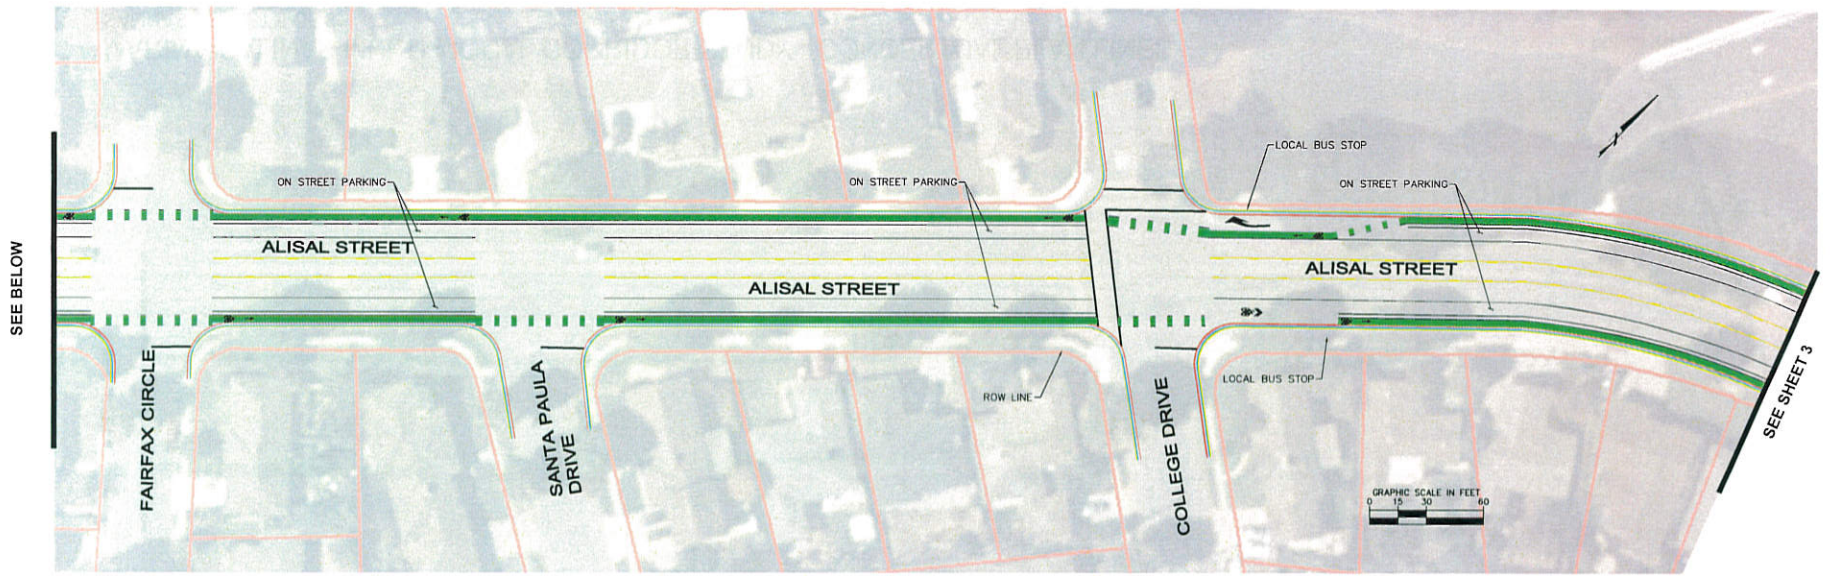 LOCAL BUS STOP
ON STREET PARKING
ON STREET PARKING
ON STREET PARKING
SEE BELOW
ALISAL STREET
ALISAL STREET
ALISAL STREET
FAIRFAX CIRCLE
SANTA PAULA
DRIVE
ROW LINE
COLLEGE DRIVE
LOCAL BUS STOP
SEE SHEET 3
GRAPHIC SCALE IN FEET
0 15 30 60